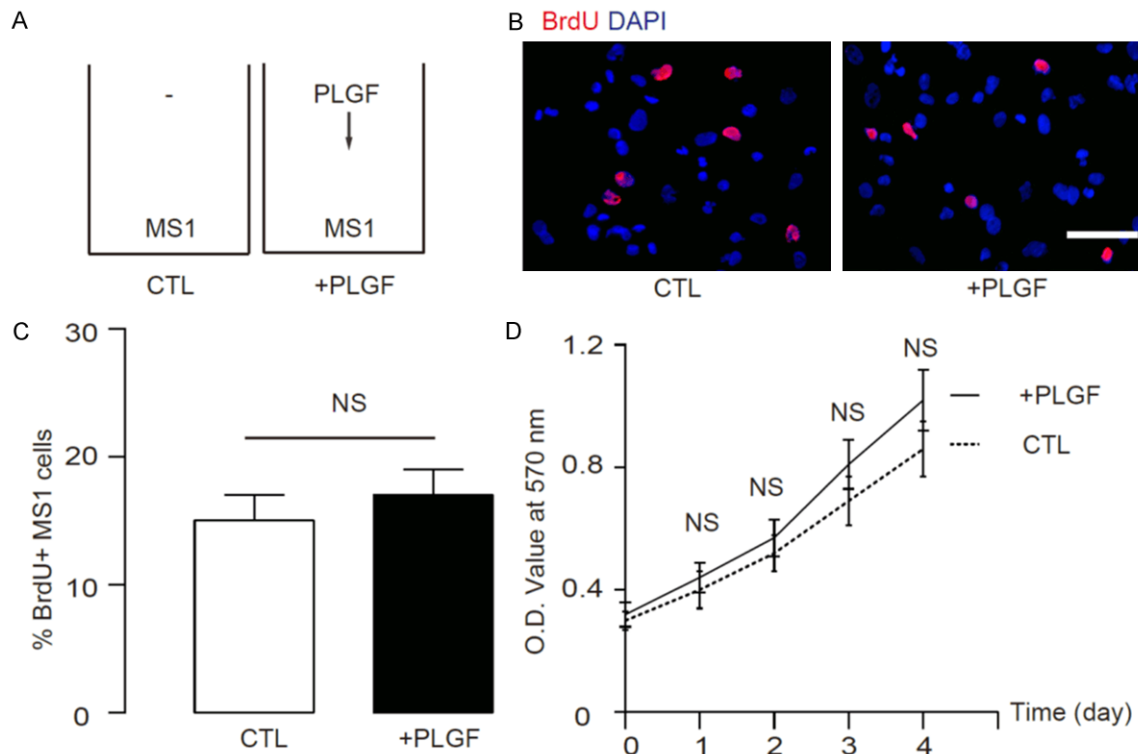 A
-
PLGF
MS1
MS1
CTL
+PLGF
B
BrdU DAPI
CTL
+PLGF
C
% BrdU+ MS1 cells
30
20
10
0
NS
CTL
+PLGF
D
O.D. Value at 570 nm
1.2
0.8
0.4
0
NS
NS
NS
NS
+PLGF
CTL
0 1 2 3 4
Time (day)